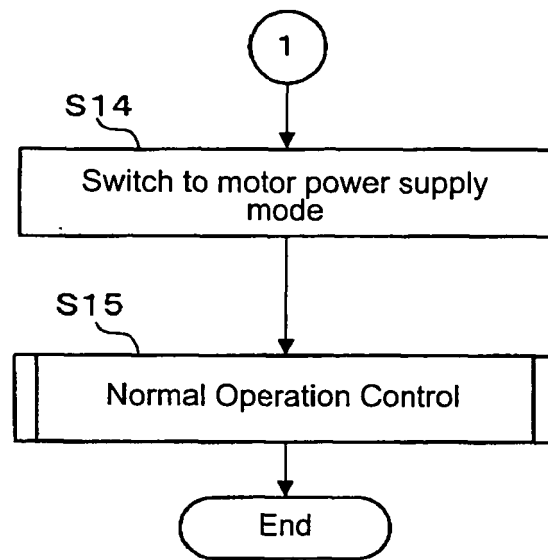 1
S14
Switch to motor power supply
mode
S15
Normal Operation Control
End